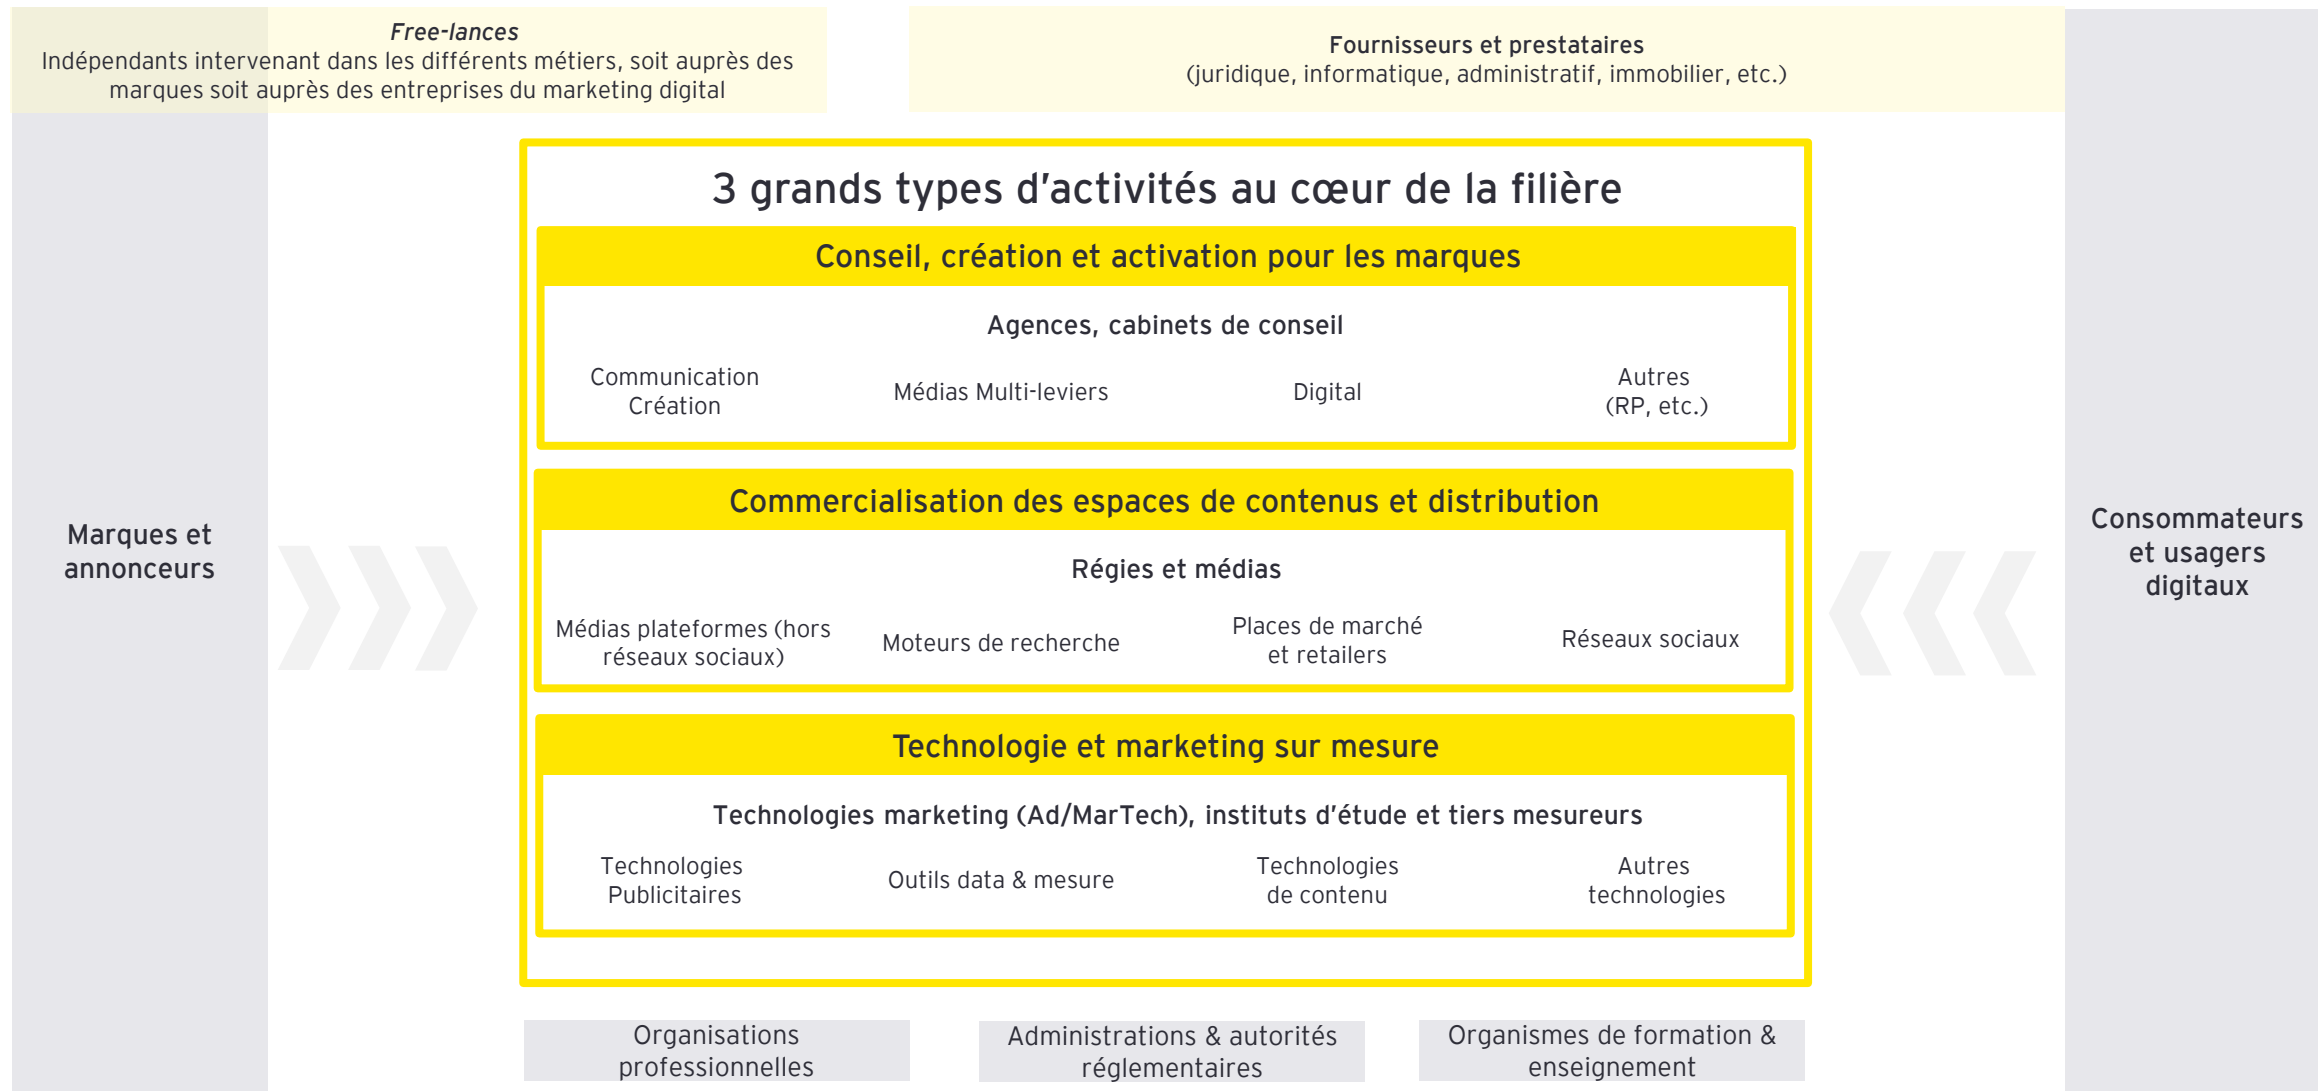 Free-lances
Indépendants intervenant dans les différents métiers, soit auprès des
marques soit auprès des entreprises du marketing digital
Fournisseurs et prestataires
(juridique, informatique, administratif, immobilier, etc.)
3 grands types d’activités au cœur de la filière
Conseil, création et activation pour les marques
Agences, cabinets de conseil
Communication
Création
Médias Multi-leviers
Digital
Autres
(RP, etc.)
Commercialisation des espaces de contenus et distribution
Régies et médias
Médias plateformes (hors
réseaux sociaux)
Moteurs de recherche
Places de marché
et retailers
Réseaux sociaux
Technologie et marketing sur mesure
Technologies marketing (Ad/MarTech), instituts d’étude et tiers mesureurs
Technologies
Publicitaires
Outils data & mesure
Technologies
de contenu
Autres
technologies
Marques et
annonceurs
Consommateurs
et usagers
digitaux
Organisations
professionnelles
Administrations & autorités
réglementaires
Organismes de formation &
enseignement